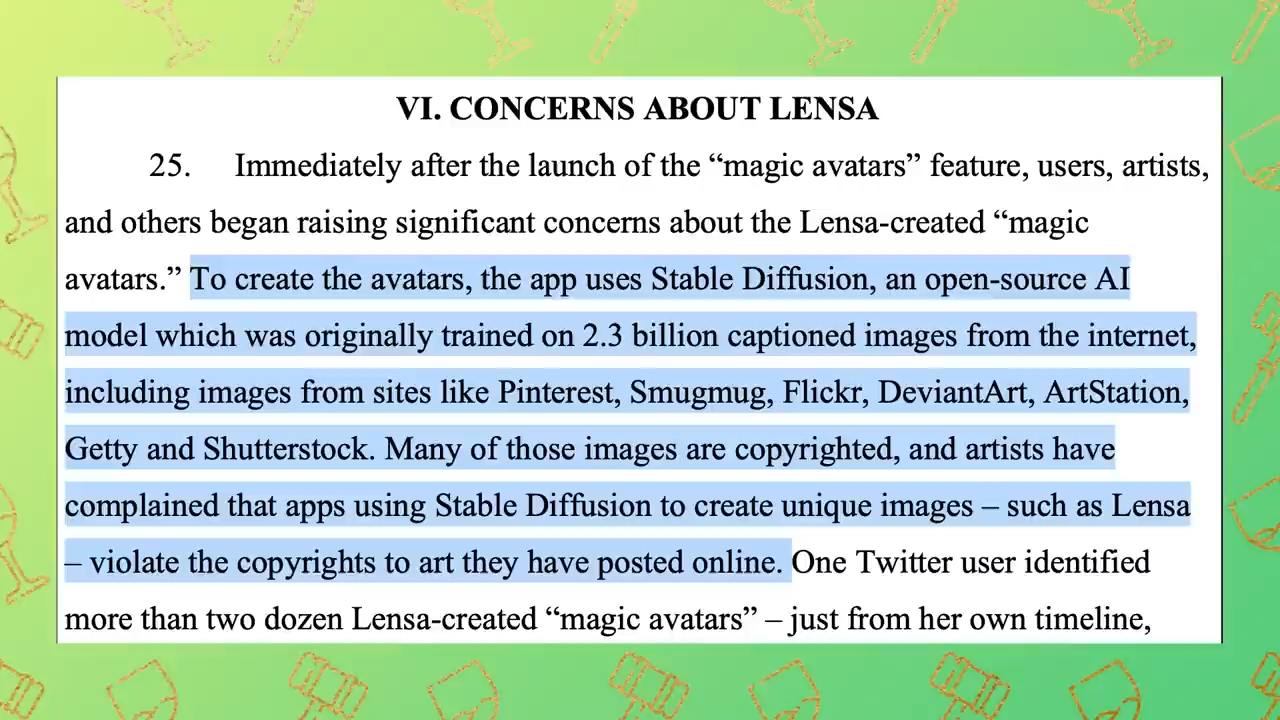 VI. CONCERNS ABOUT LENSA
25. Immediately after the launch of the “magic avatars” feature, users, artists,
and others began raising significant concerns about the Lensa-created “magic
avatars.” To create the avatars, the app uses Stable Diffusion, an open-source AI
model which was originally trained on 2.3 billion captioned images from the internet,
including images from sites like Pinterest, Smugmug, Flickr, DeviantArt, ArtStation,
Getty and Shutterstock. Many of those images are copyrighted, and artists have
complained that apps using Stable Diffusion to create unique images – such as Lensa
– violate the copyrights to art they have posted online. One Twitter user identified
more than two dozen Lensa-created “magic avatars” – just from her own timeline,